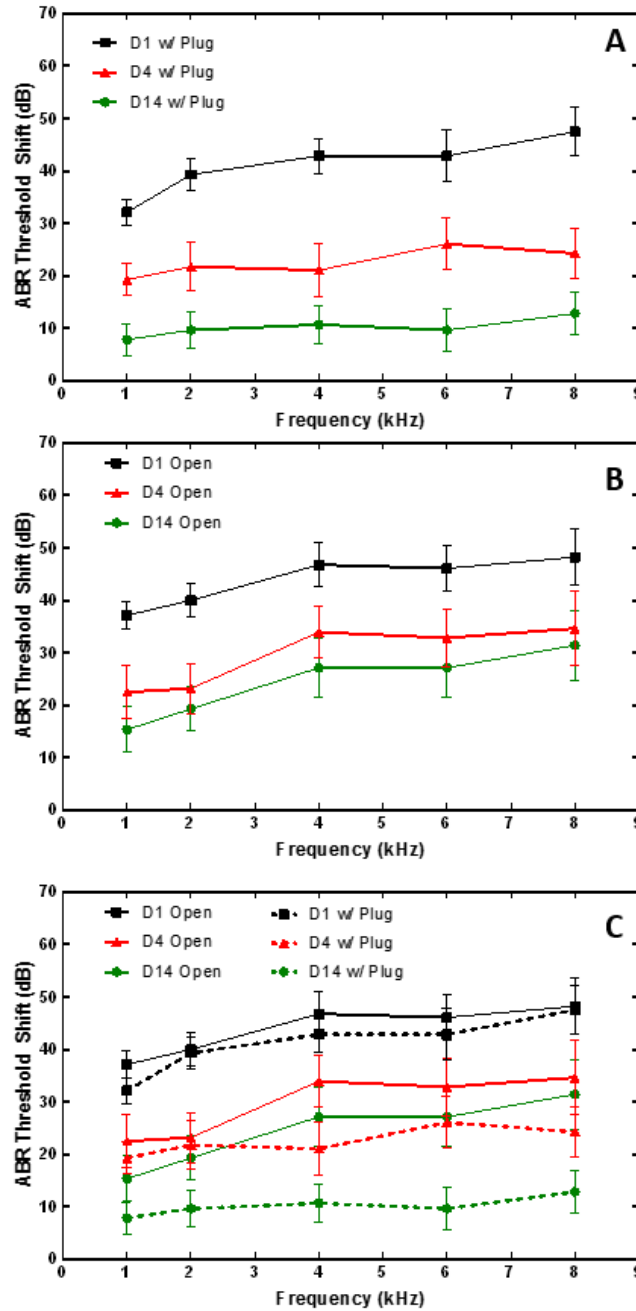 70
60
50
40
30
20
10
0
ABR Threshold Shift (dB)
D1 w/ Plug
D4 w/ Plug
D14 w/ Plug
A
0 1 2 3 4 5 6 7 8 9
Frequency (kHz)
70
60
50
40
30
20
10
0
ABR Threshold Shift (dB)
D1 Open
D4 Open
D14 Open
B
0 1 2 3 4 5 6 7 8 9
Frequency (kHz)
70
60
50
40
30
20
10
0
ABR Threshold Shift (dB)
D1 Open D1 w/ Plug
D4 Open D4 w/ Plug
D14 Open D14 w/ Plug
C
0 1 2 3 4 5 6 7 8 9
Frequency (kHz)